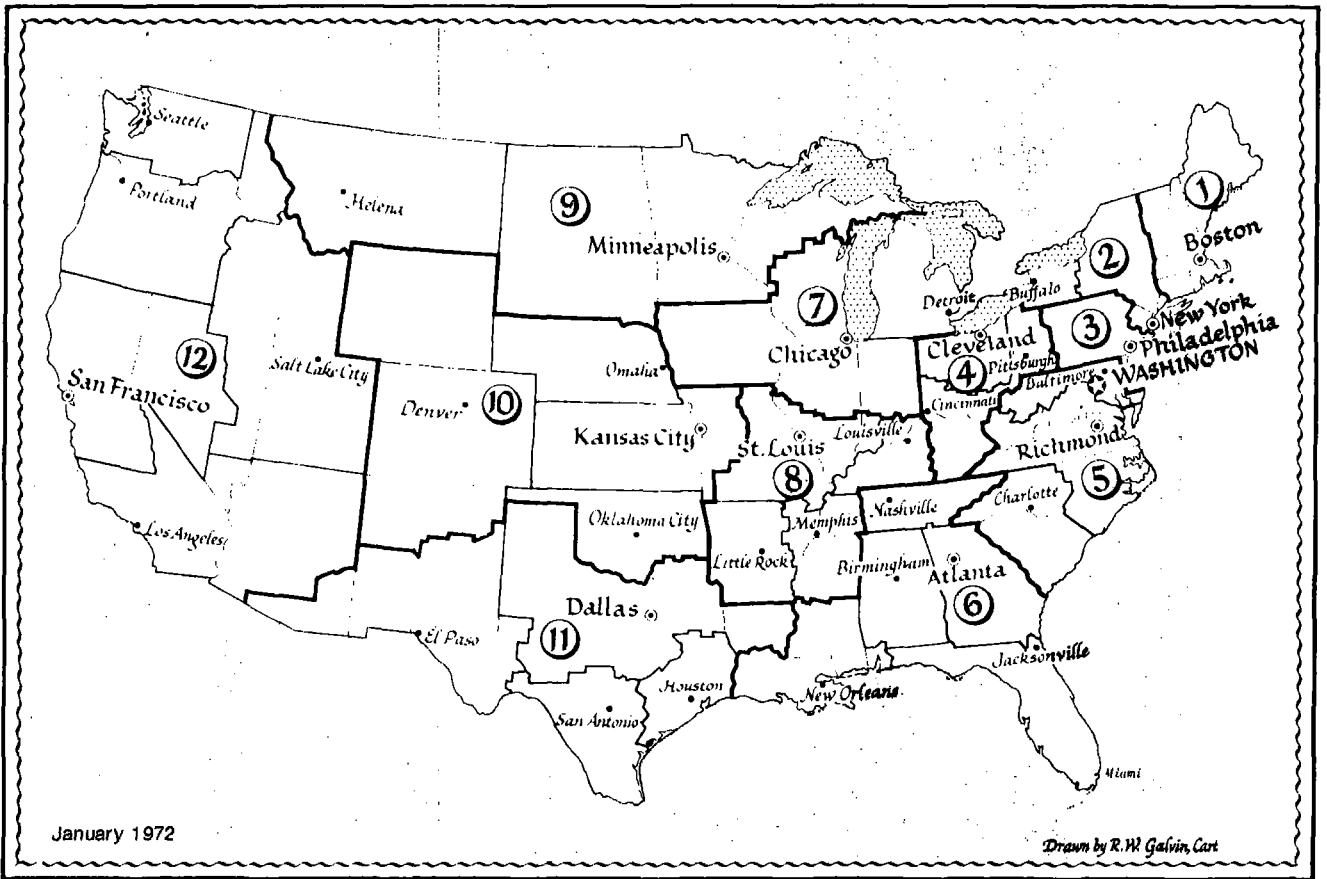 Seattle
Portland
Helena
9
Minneapolis
1
Boston
2
Buffalo
Detroit
7
Chicago
3
New York
Philadelphia
WASHINGTON
Cleveland
Pittsburgh
4
Baltimore
Cincinnati
12
San Francisco
Salt Lake City
Omaha
Denver
10
Kansas City
St. Louis
Louisville
8
Richmond
5
Charlotte
Nashville
Los Angeles
Oklahoma City
Memphis
Little Rock
Birmingham
Atlanta
6
Dallas
11
El Paso
Houston
San Antonio
New Orleans
Jacksonville
Miami
January 1972
Drawn by R.W. Galvin, Cart